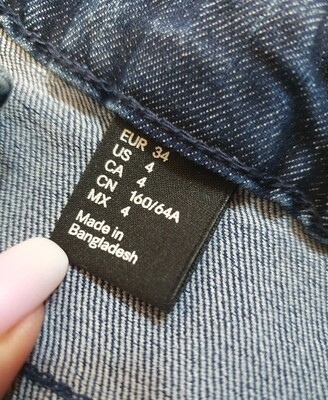 EUR 34
US 4
CA 4
CN 160/64A
MX 4
Made in
Bangladesh